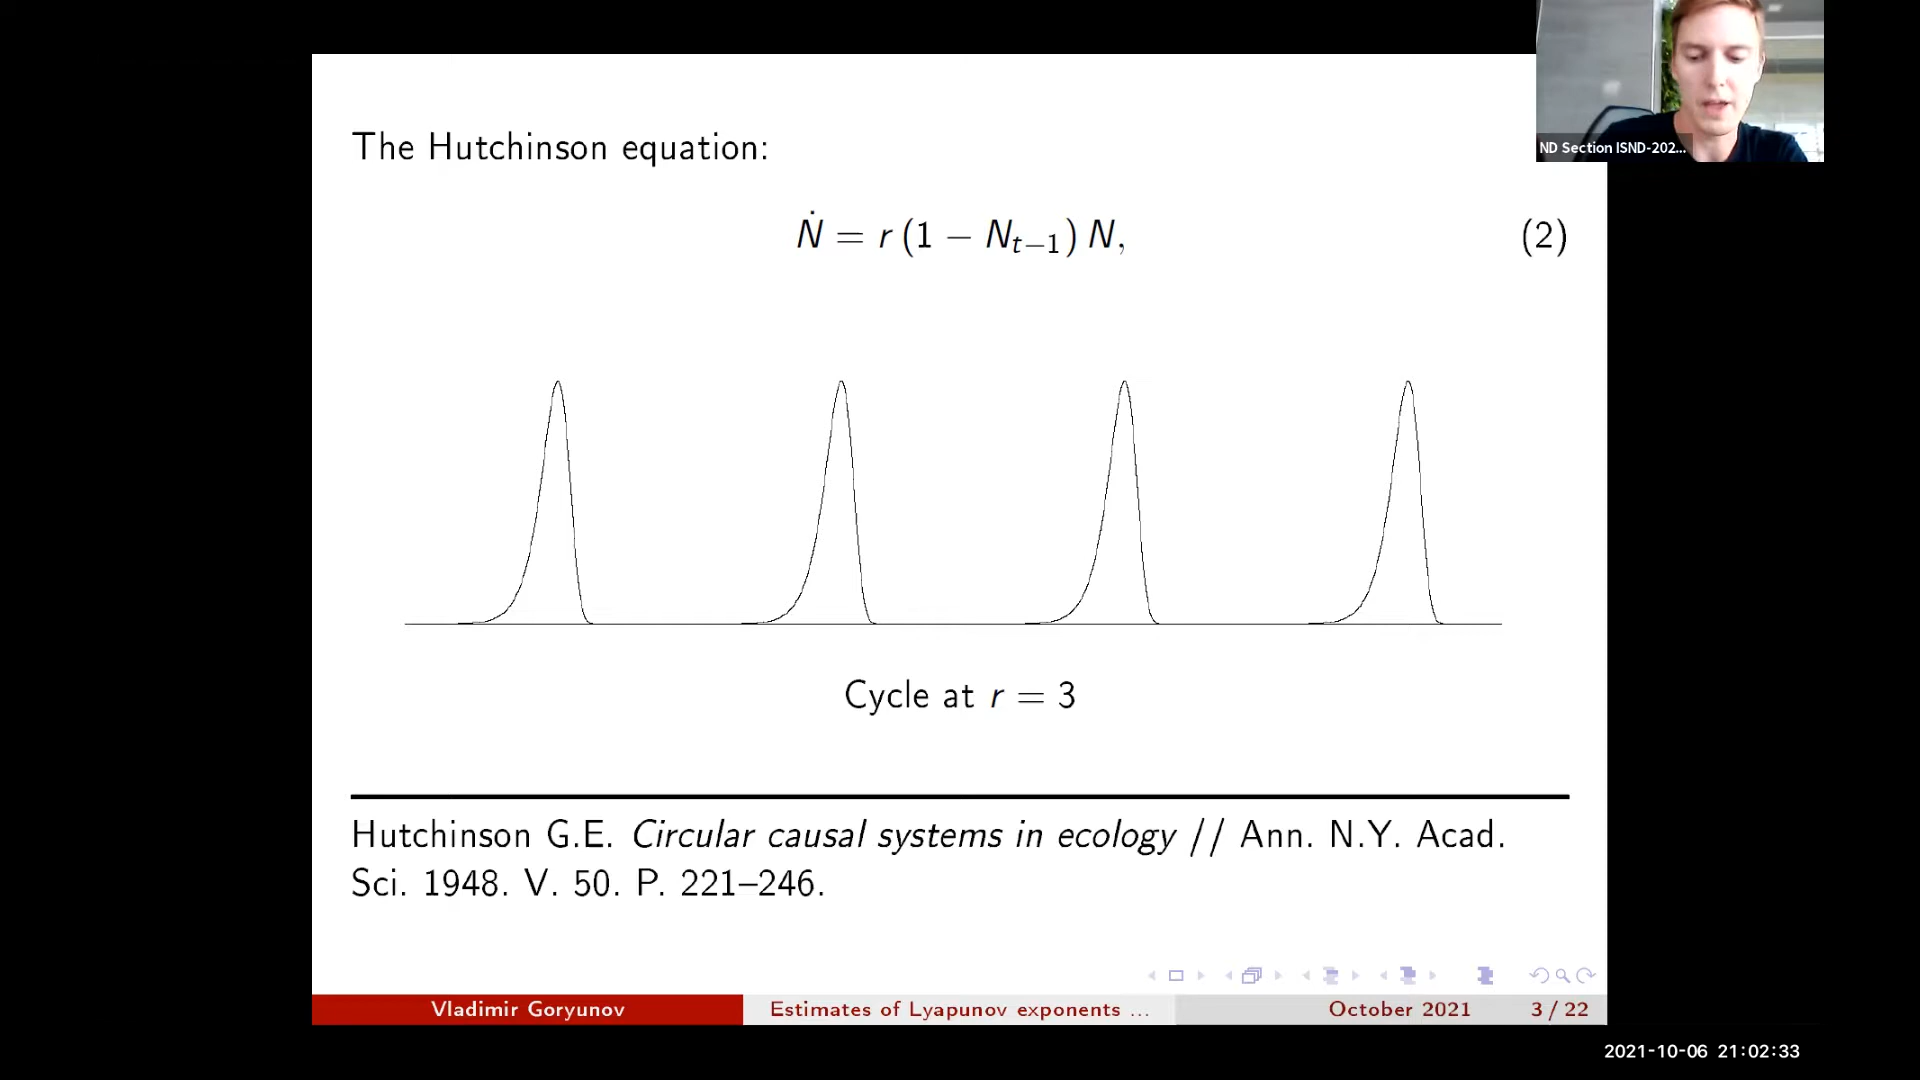 The Hutchinson equation:
Ṅ = r (1 − N_{t−1}) N, (2)
Cycle at r = 3
Hutchinson G.E. Circular causal systems in ecology // Ann. N.Y. Acad.
Sci. 1948. V. 50. P. 221–246.
Vladimir Goryunov Estimates of Lyapunov exponents ... October 2021 3 / 22
ND Section ISND-202...
2021-10-06 21:02:33